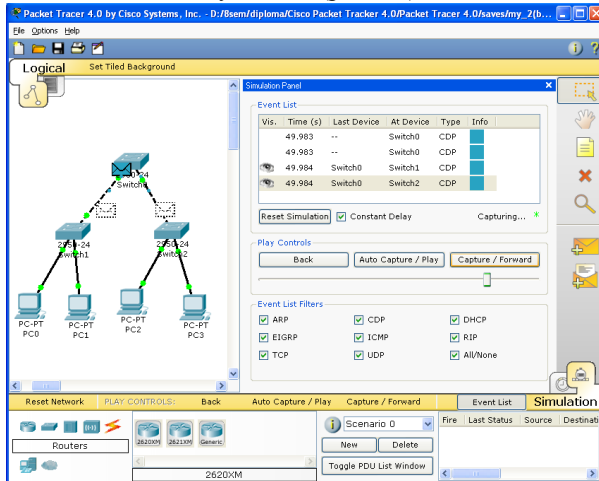 Packet Tracer 4.0 by Cisco Systems, Inc. - D:/8sem/diploma/Cisco Packet Tracker 4.0/Packet Tracer 4.0/saves/my_2(b...
File Options Help
Logical Set Tiled Background
Simulation Panel
Event List
Vis. Time (s) Last Device At Device Type Info
49.983 -- Switch0 CDP
49.983 -- Switch0 CDP
49.984 Switch0 Switch1 CDP
49.984 Switch0 Switch2 CDP
Reset Simulation Constant Delay Capturing...
Play Controls
Back Auto Capture / Play Capture / Forward
Event List Filters
ARP CDP DHCP
EIGRP ICMP RIP
TCP UDP All/None
2950-24
Switch1
PC-PT
PC0
PC-PT
PC1
PC-PT
PC2
PC-PT
PC3
Reset Network PLAY CONTROLS: Back Auto Capture / Play Capture / Forward Event List Simulation
Routers
2620XM 2621XM Generic
2620XM
Scenario 0
New Delete
Toggle PDU List Window
Fire Last Status Source Destinati